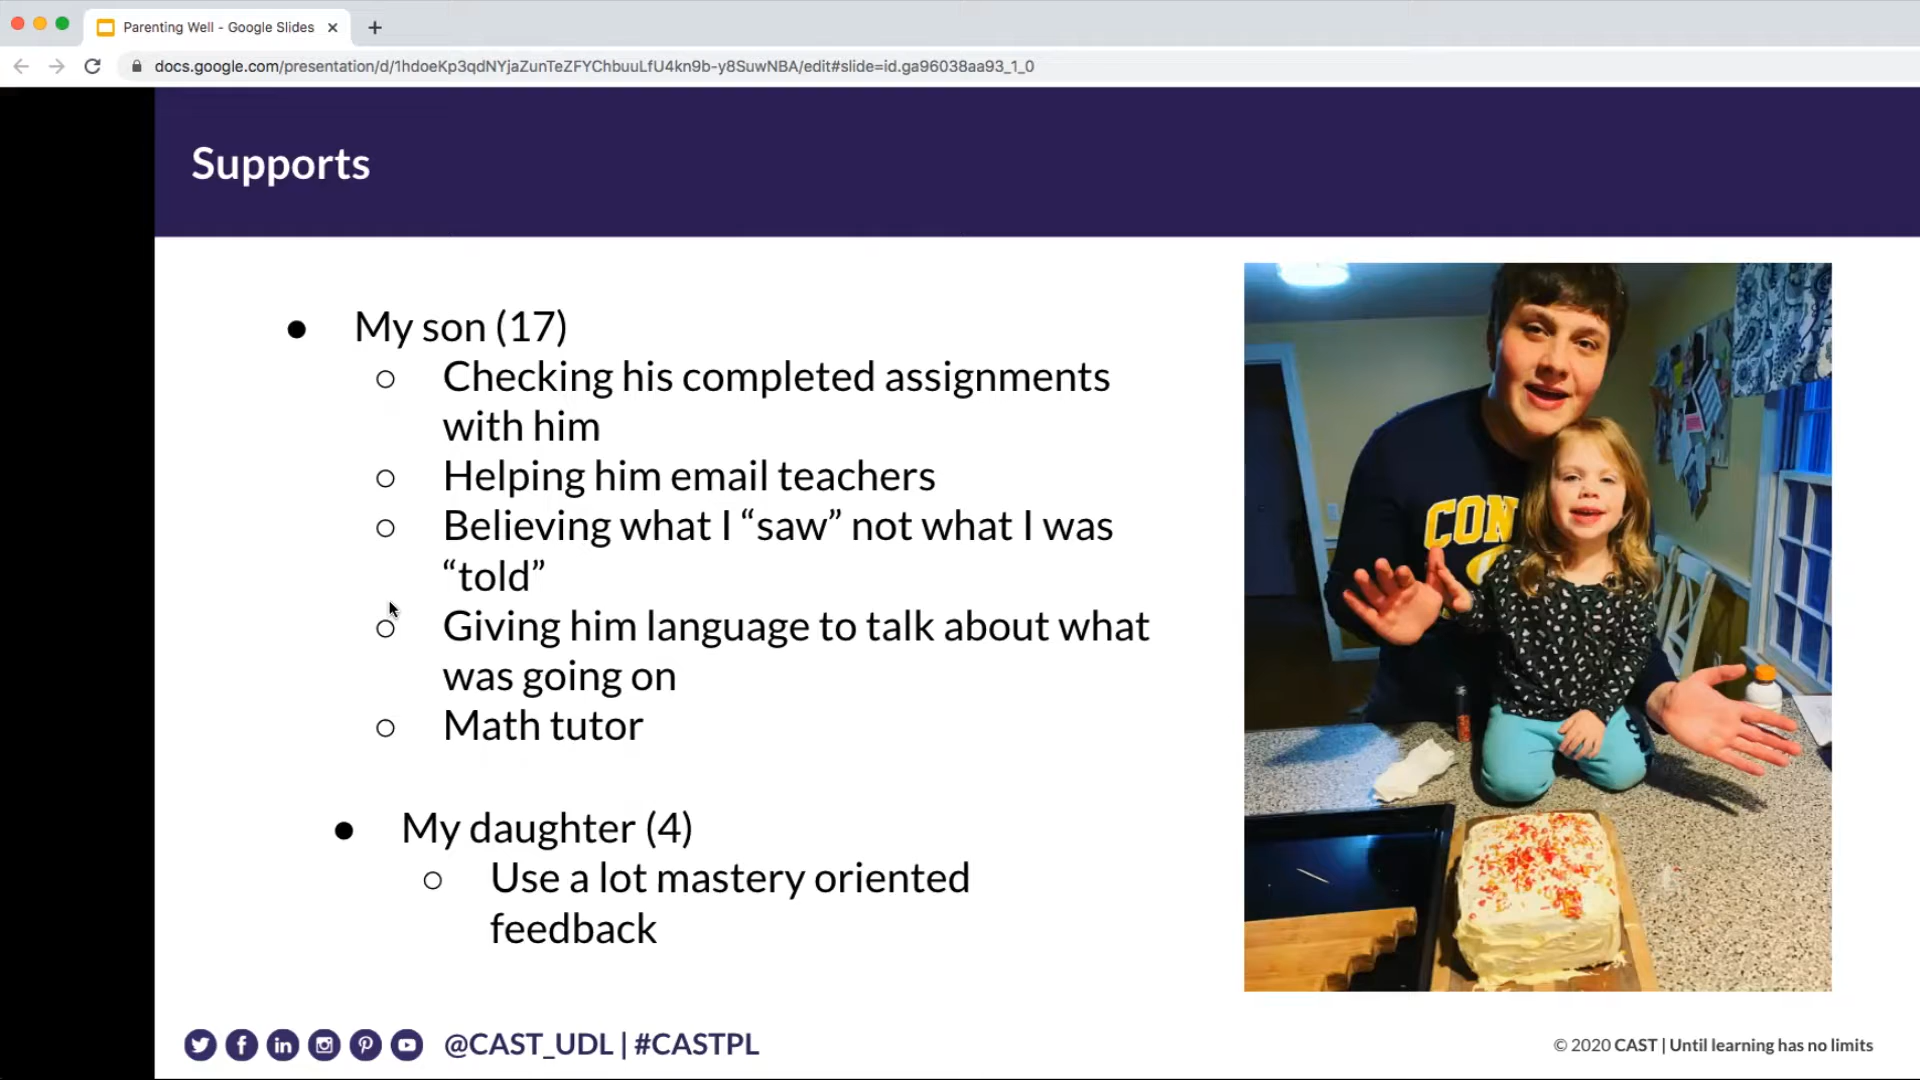 Parenting Well - Google Slides
docs.google.com/presentation/d/1hdoeKp3qdNYjaZunTeZFYChbuuLfU4kn9b-y8SuwNBA/edit#slide=id.ga96038aa93_1_0
Supports
● My son (17)
○ Checking his completed assignments
with him
○ Helping him email teachers
○ Believing what I “saw” not what I was
“told”
○ Giving him language to talk about what
was going on
○ Math tutor
● My daughter (4)
○ Use a lot mastery oriented
feedback
CON
@CAST_UDL | #CASTPL
© 2020 CAST | Until learning has no limits